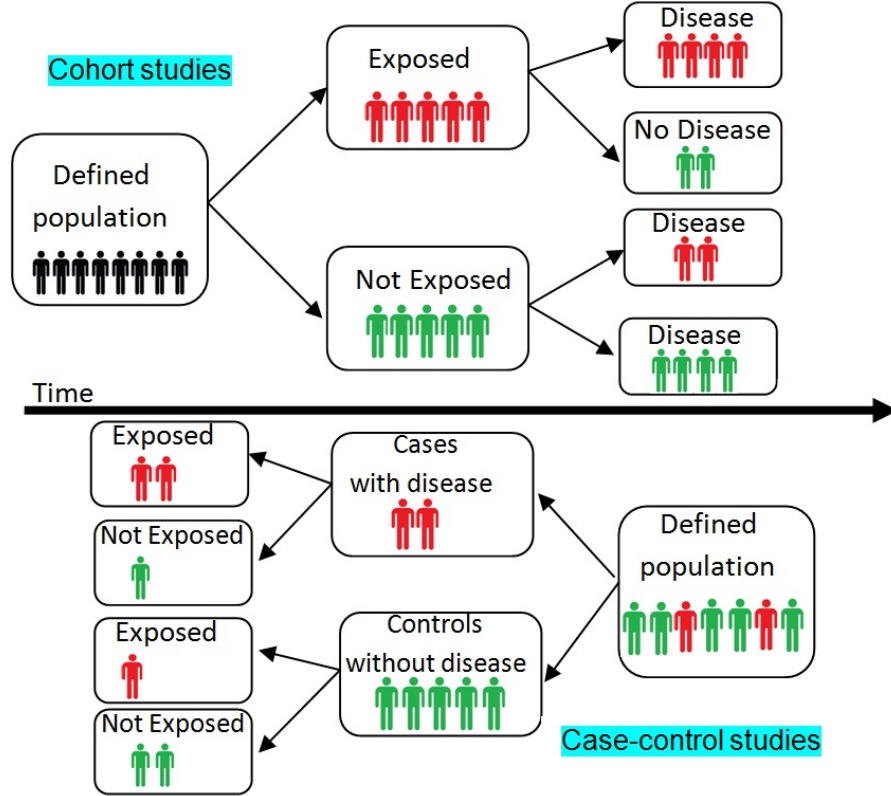 Cohort studies
Defined
population
Exposed
Not Exposed
Disease
No Disease
Disease
Disease
Time
Exposed
Not Exposed
Exposed
Not Exposed
Cases
with disease
Controls
without disease
Defined
population
Case-control studies